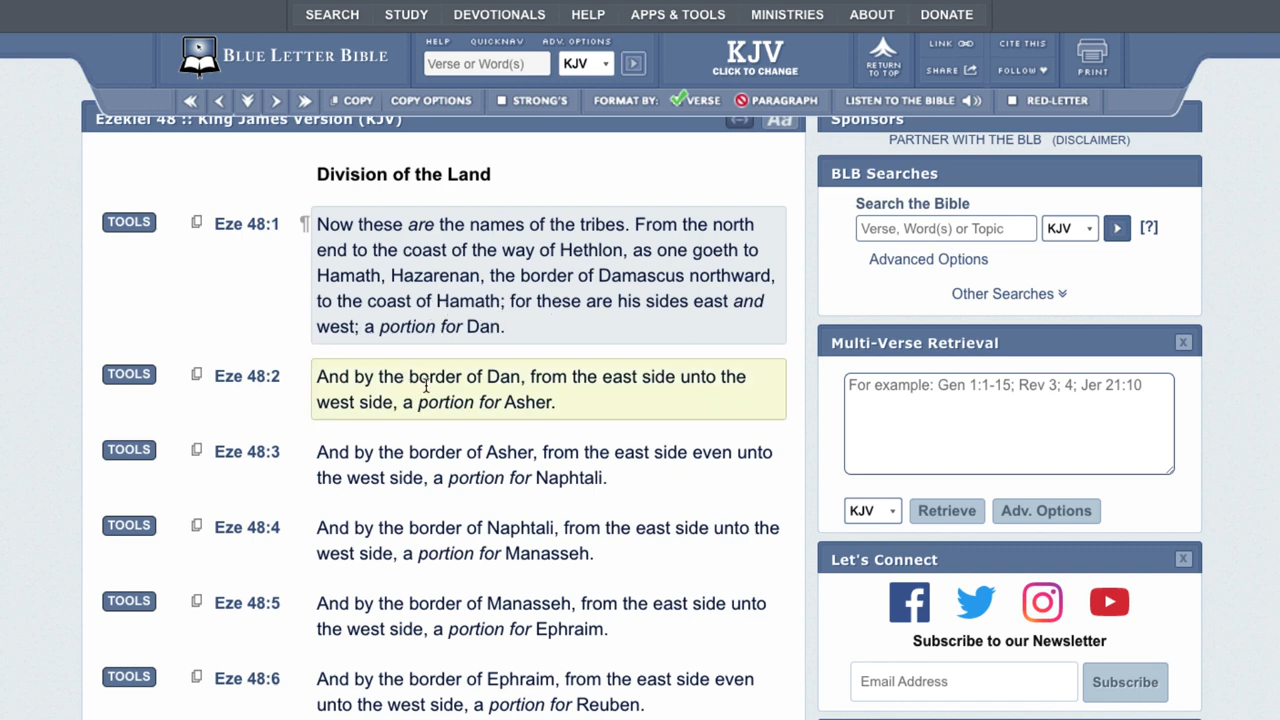 SEARCH STUDY DEVOTIONALS HELP APPS & TOOLS MINISTRIES ABOUT DONATE
BLUE LETTER BIBLE
HELP QUICKNAV ADV. OPTIONS
Verse or Word(s) KJV
KJV
CLICK TO CHANGE
RETURN
TO TOP
LINK
SHARE
CITE THIS
FOLLOW
PRINT
COPY COPY OPTIONS STRONG'S FORMAT BY: VERSE PARAGRAPH LISTEN TO THE BIBLE RED-LETTER
Ezekiel 48 :: King James Version (KJV) Aa
Division of the Land
TOOLS Eze 48:1 ¶ Now these are the names of the tribes. From the north
end to the coast of the way of Hethlon, as one goeth to
Hamath, Hazarenan, the border of Damascus northward,
to the coast of Hamath; for these are his sides east and
west; a portion for Dan.
TOOLS Eze 48:2 And by the border of Dan, from the east side unto the
west side, a portion for Asher.
TOOLS Eze 48:3 And by the border of Asher, from the east side even unto
the west side, a portion for Naphtali.
TOOLS Eze 48:4 And by the border of Naphtali, from the east side unto the
west side, a portion for Manasseh.
TOOLS Eze 48:5 And by the border of Manasseh, from the east side unto
the west side, a portion for Ephraim.
TOOLS Eze 48:6 And by the border of Ephraim, from the east side even
unto the west side, a portion for Reuben.
Sponsors
PARTNER WITH THE BLB (DISCLAIMER)
BLB Searches
Search the Bible
Verse, Word(s) or Topic KJV [?]
Advanced Options
Other Searches
Multi-Verse Retrieval X
For example: Gen 1:1-15; Rev 3; 4; Jer 21:10
KJV Retrieve Adv. Options
Let's Connect X
Subscribe to our Newsletter
Email Address Subscribe